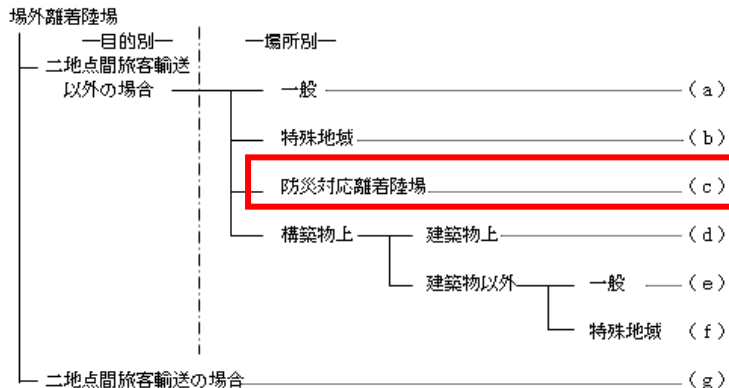 場外離着陸場
―目的別― ―場所別―
二地点間旅客輸送
以外の場合 一般 (a)
特殊地域 (b)
防災対応離着陸場 (c)
構築物上 建築物上 (d)
建築物以外 一般 (e)
特殊地域 (f)
二地点間旅客輸送の場合 (g)